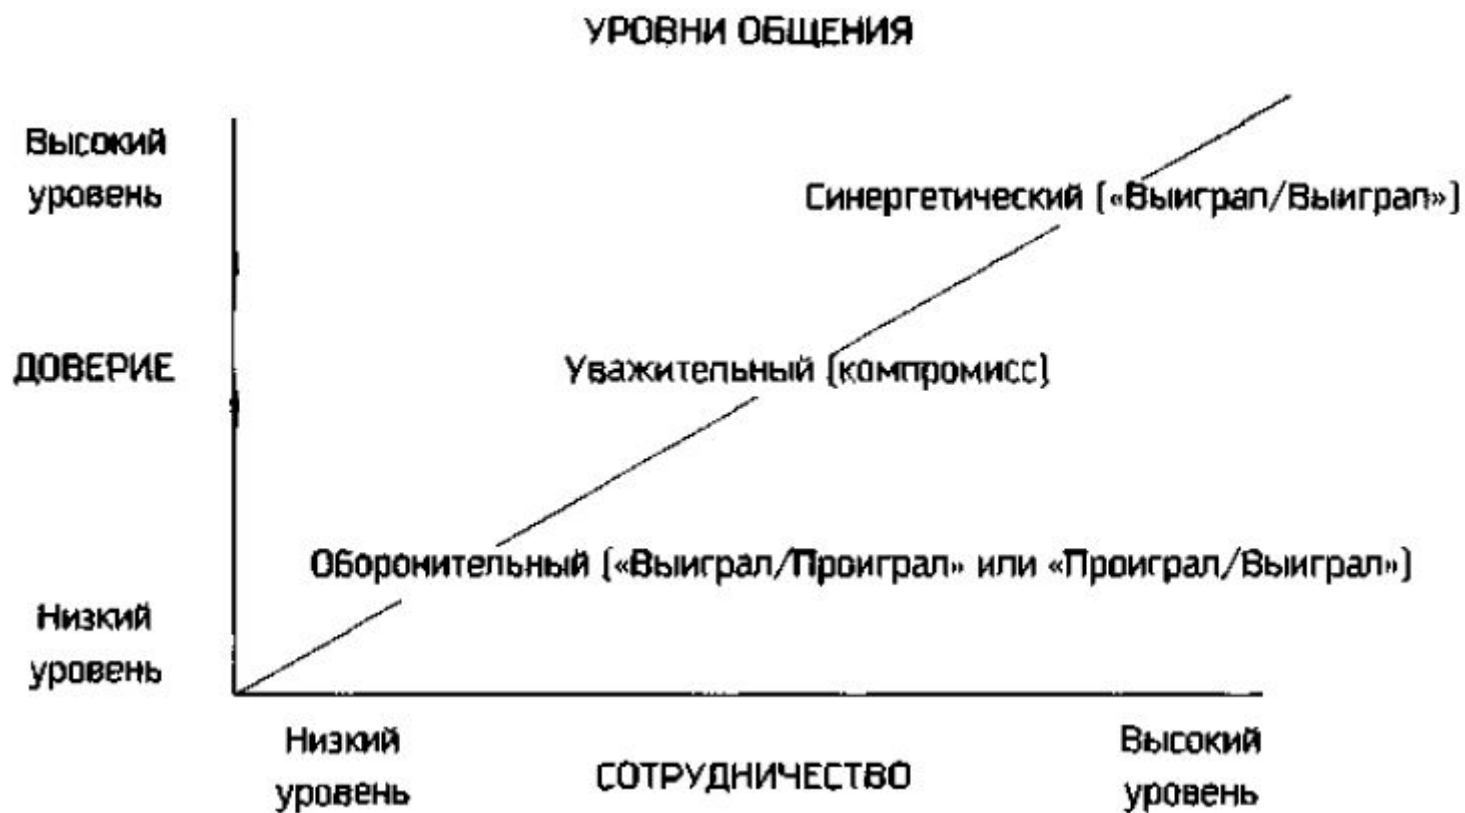 УРОВНИ ОБЩЕНИЯ
Высокий
уровень
Синергетический («Выиграл/Выиграл»)
ДОВЕРИЕ
Уважительный (компромисс)
Оборонительный («Выиграл/Проиграл» или «Проиграл/Выиграл»)
Низкий
уровень
Низкий
уровень
СОТРУДНИЧЕСТВО
Высокий
уровень